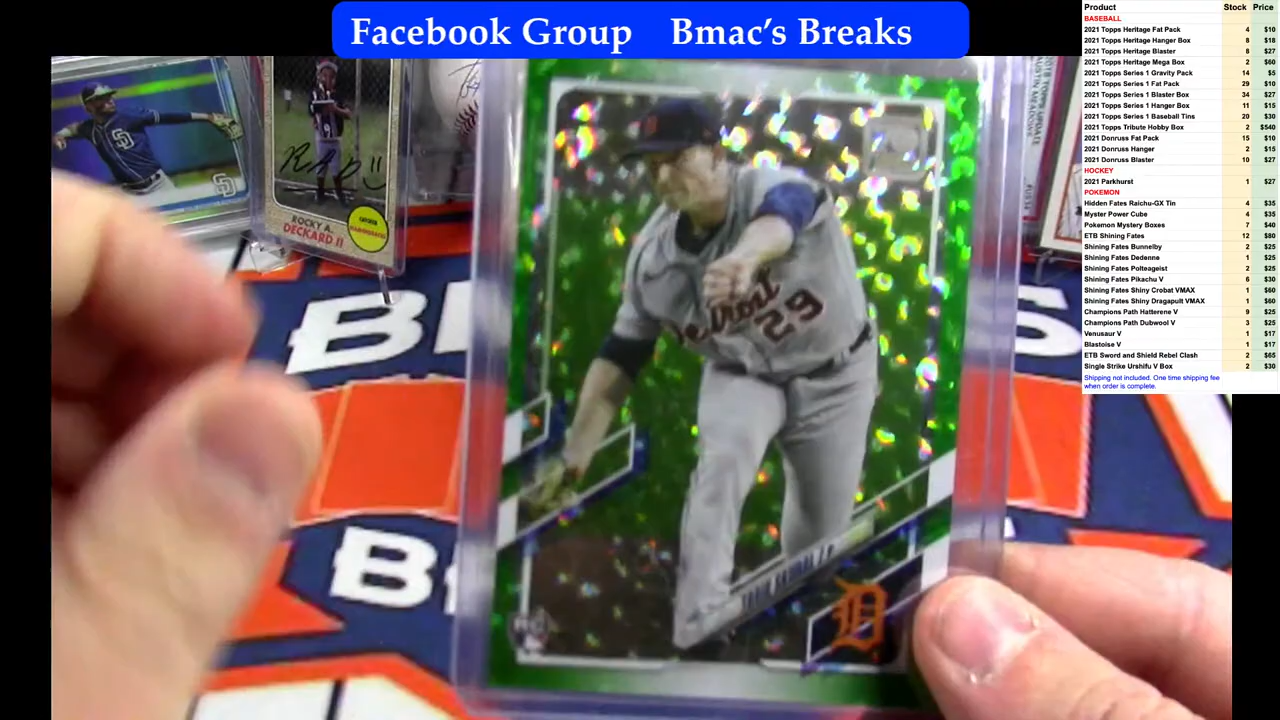 Facebook Group Bmac's Breaks
Product Stock Price
BASEBALL
2021 Topps Heritage Fat Pack 4 $10
2021 Topps Heritage Hanger Box 8 $18
2021 Topps Heritage Blaster 8 $27
2021 Topps Heritage Mega Box 2 $60
2021 Topps Series 1 Gravity Pack 14 $5
2021 Topps Series 1 Fat Pack 29 $10
2021 Topps Series 1 Blaster Box 34 $27
2021 Topps Series 1 Hanger Box 11 $15
2021 Topps Series 1 Baseball Tins 20 $30
2021 Topps Tribute Hobby Box 2 $540
2021 Donruss Fat Pack 15 $10
2021 Donruss Hanger 2 $15
2021 Donruss Blaster 10 $27
HOCKEY
2021 Parkhurst 1 $27
POKEMON
Hidden Fates Raichu-GX Tin 4 $35
Myster Power Cube 4 $35
Pokemon Mystery Boxes 7 $40
ETB Shining Fates 12 $80
Shining Fates Bunnelby 2 $25
Shining Fates Dedenne 1 $25
Shining Fates Polteageist 2 $25
Shining Fates Pikachu V 6 $30
Shining Fates Shiny Crobat VMAX 1 $60
Shining Fates Shiny Dragapult VMAX 1 $60
Champions Path Hatterene V 9 $25
Champions Path Dubwool V 3 $25
Venusaur V 1 $17
Blastoise V 1 $17
ETB Sword and Shield Rebel Clash 2 $65
Single Strike Urshifu V Box 2 $30
Shipping not included. One time shipping fee
when order is complete.
SD
ROCKY A.
DECKARD II
Detroit
29
D
RC